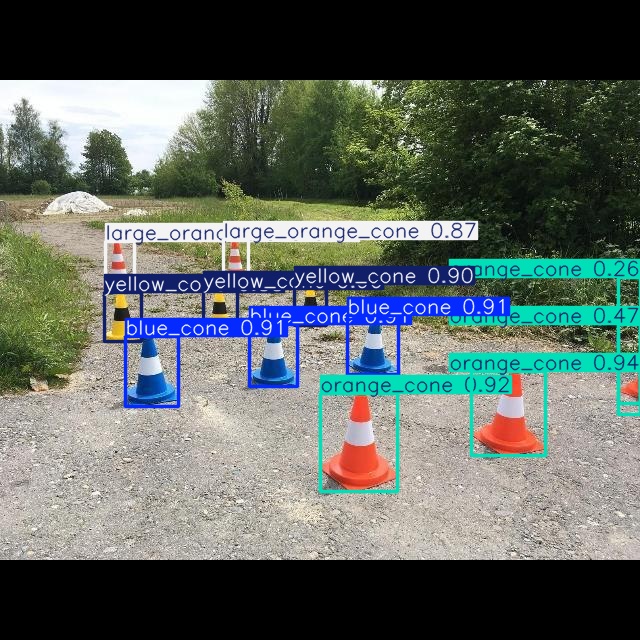 large_orang
large_orange_cone 0.87
orange_cone 0.26
yellow_co
yellow_co
yellow_cone 0.90
blue_cone 0.91
orange_cone 0.47
blue_cone 0.91
orange_cone 0.94
orange_cone 0.92